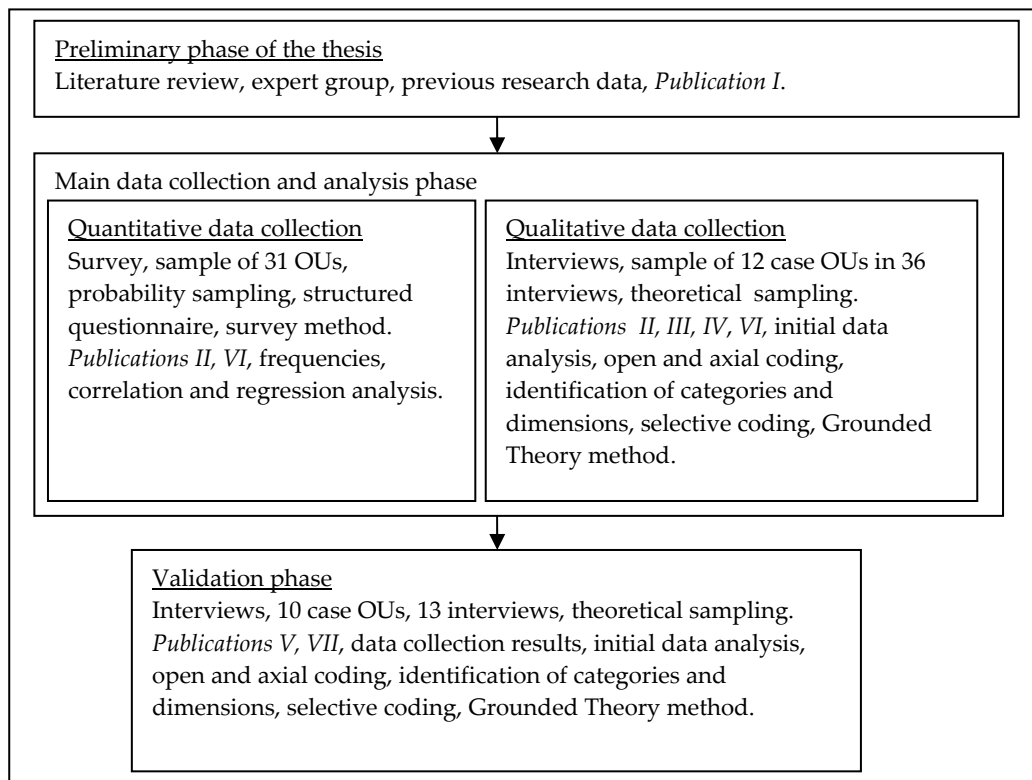 Preliminary phase of the thesis
Literature review, expert group, previous research data, Publication I.
Main data collection and analysis phase
Quantitative data collection
Survey, sample of 31 OUs,
probability sampling, structured
questionnaire, survey method.
Publications II, VI, frequencies,
correlation and regression analysis.
Qualitative data collection
Interviews, sample of 12 case OUs in 36
interviews, theoretical sampling.
Publications II, III, IV, VI, initial data
analysis, open and axial coding,
identification of categories and
dimensions, selective coding, Grounded
Theory method.
Validation phase
Interviews, 10 case OUs, 13 interviews, theoretical sampling.
Publications V, VII, data collection results, initial data analysis,
open and axial coding, identification of categories and
dimensions, selective coding, Grounded Theory method.